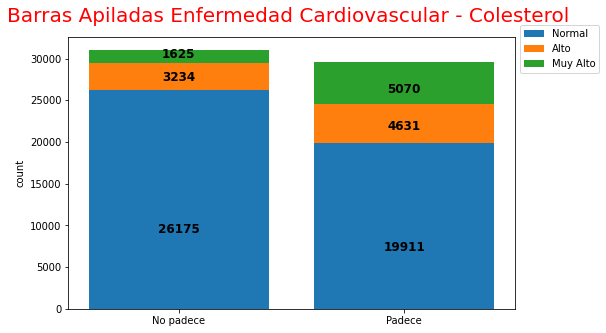 Barras Apiladas Enfermedad Cardiovascular - Colesterol
Normal
Alto
Muy Alto
count
30000
25000
20000
15000
10000
5000
0
1625
3234
26175
5070
4631
19911
No padece
Padece